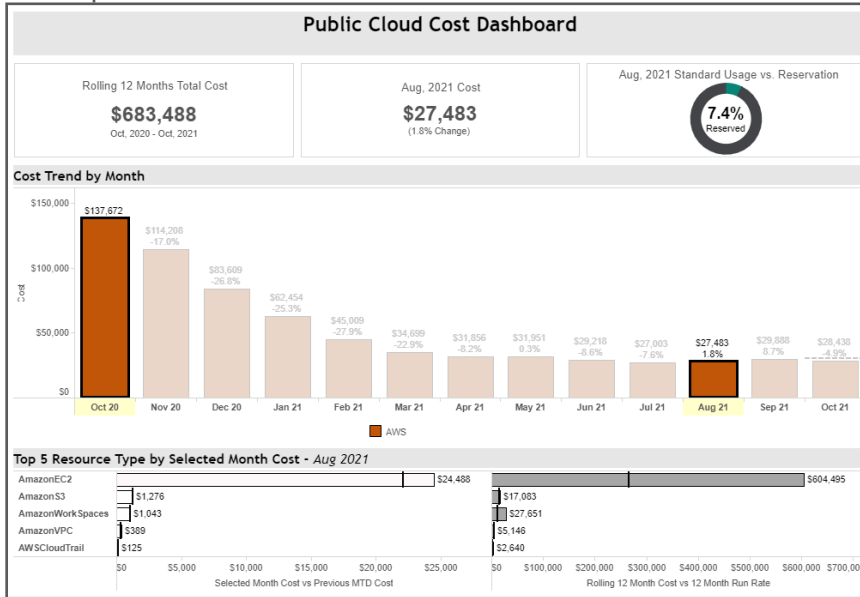 Public Cloud Cost Dashboard
Rolling 12 Months Total Cost
$683,488
Oct, 2020 - Oct, 2021
Aug, 2021 Cost
$27,483
(1.8% Change)
Aug, 2021 Standard Usage vs. Reservation
7.4%
Reserved
Cost Trend by Month
Cost
$150,000
$100,000
$50,000
$0
$137,672
$114,208
-17.0%
$83,609
-26.8%
$62,454
-25.3%
$45,009
-27.9%
$34,699
-22.9%
$31,856
-8.2%
$31,951
0.3%
$29,218
-8.6%
$27,003
-7.6%
$27,483
1.8%
$29,888
8.7%
$28,438
-4.9%
Oct 20 Nov 20 Dec 20 Jan 21 Feb 21 Mar 21 Apr 21 May 21 Jun 21 Jul 21 Aug 21 Sep 21 Oct 21
AWS
Top 5 Resource Type by Selected Month Cost - Aug 2021
AmazonEC2 $24,488 $604,495
AmazonS3 $1,276 $17,083
AmazonWorkSpaces $1,043 $27,651
AmazonVPC $389 $5,146
AWSCloudTrail $125 $2,640
$0 $5,000 $10,000 $15,000 $20,000 $25,000 $0 $100,000 $200,000 $300,000 $400,000 $500,000 $600,000
Selected Month Cost vs Previous MTD Cost Rolling 12 Month Cost vs 12 Month Run Rate